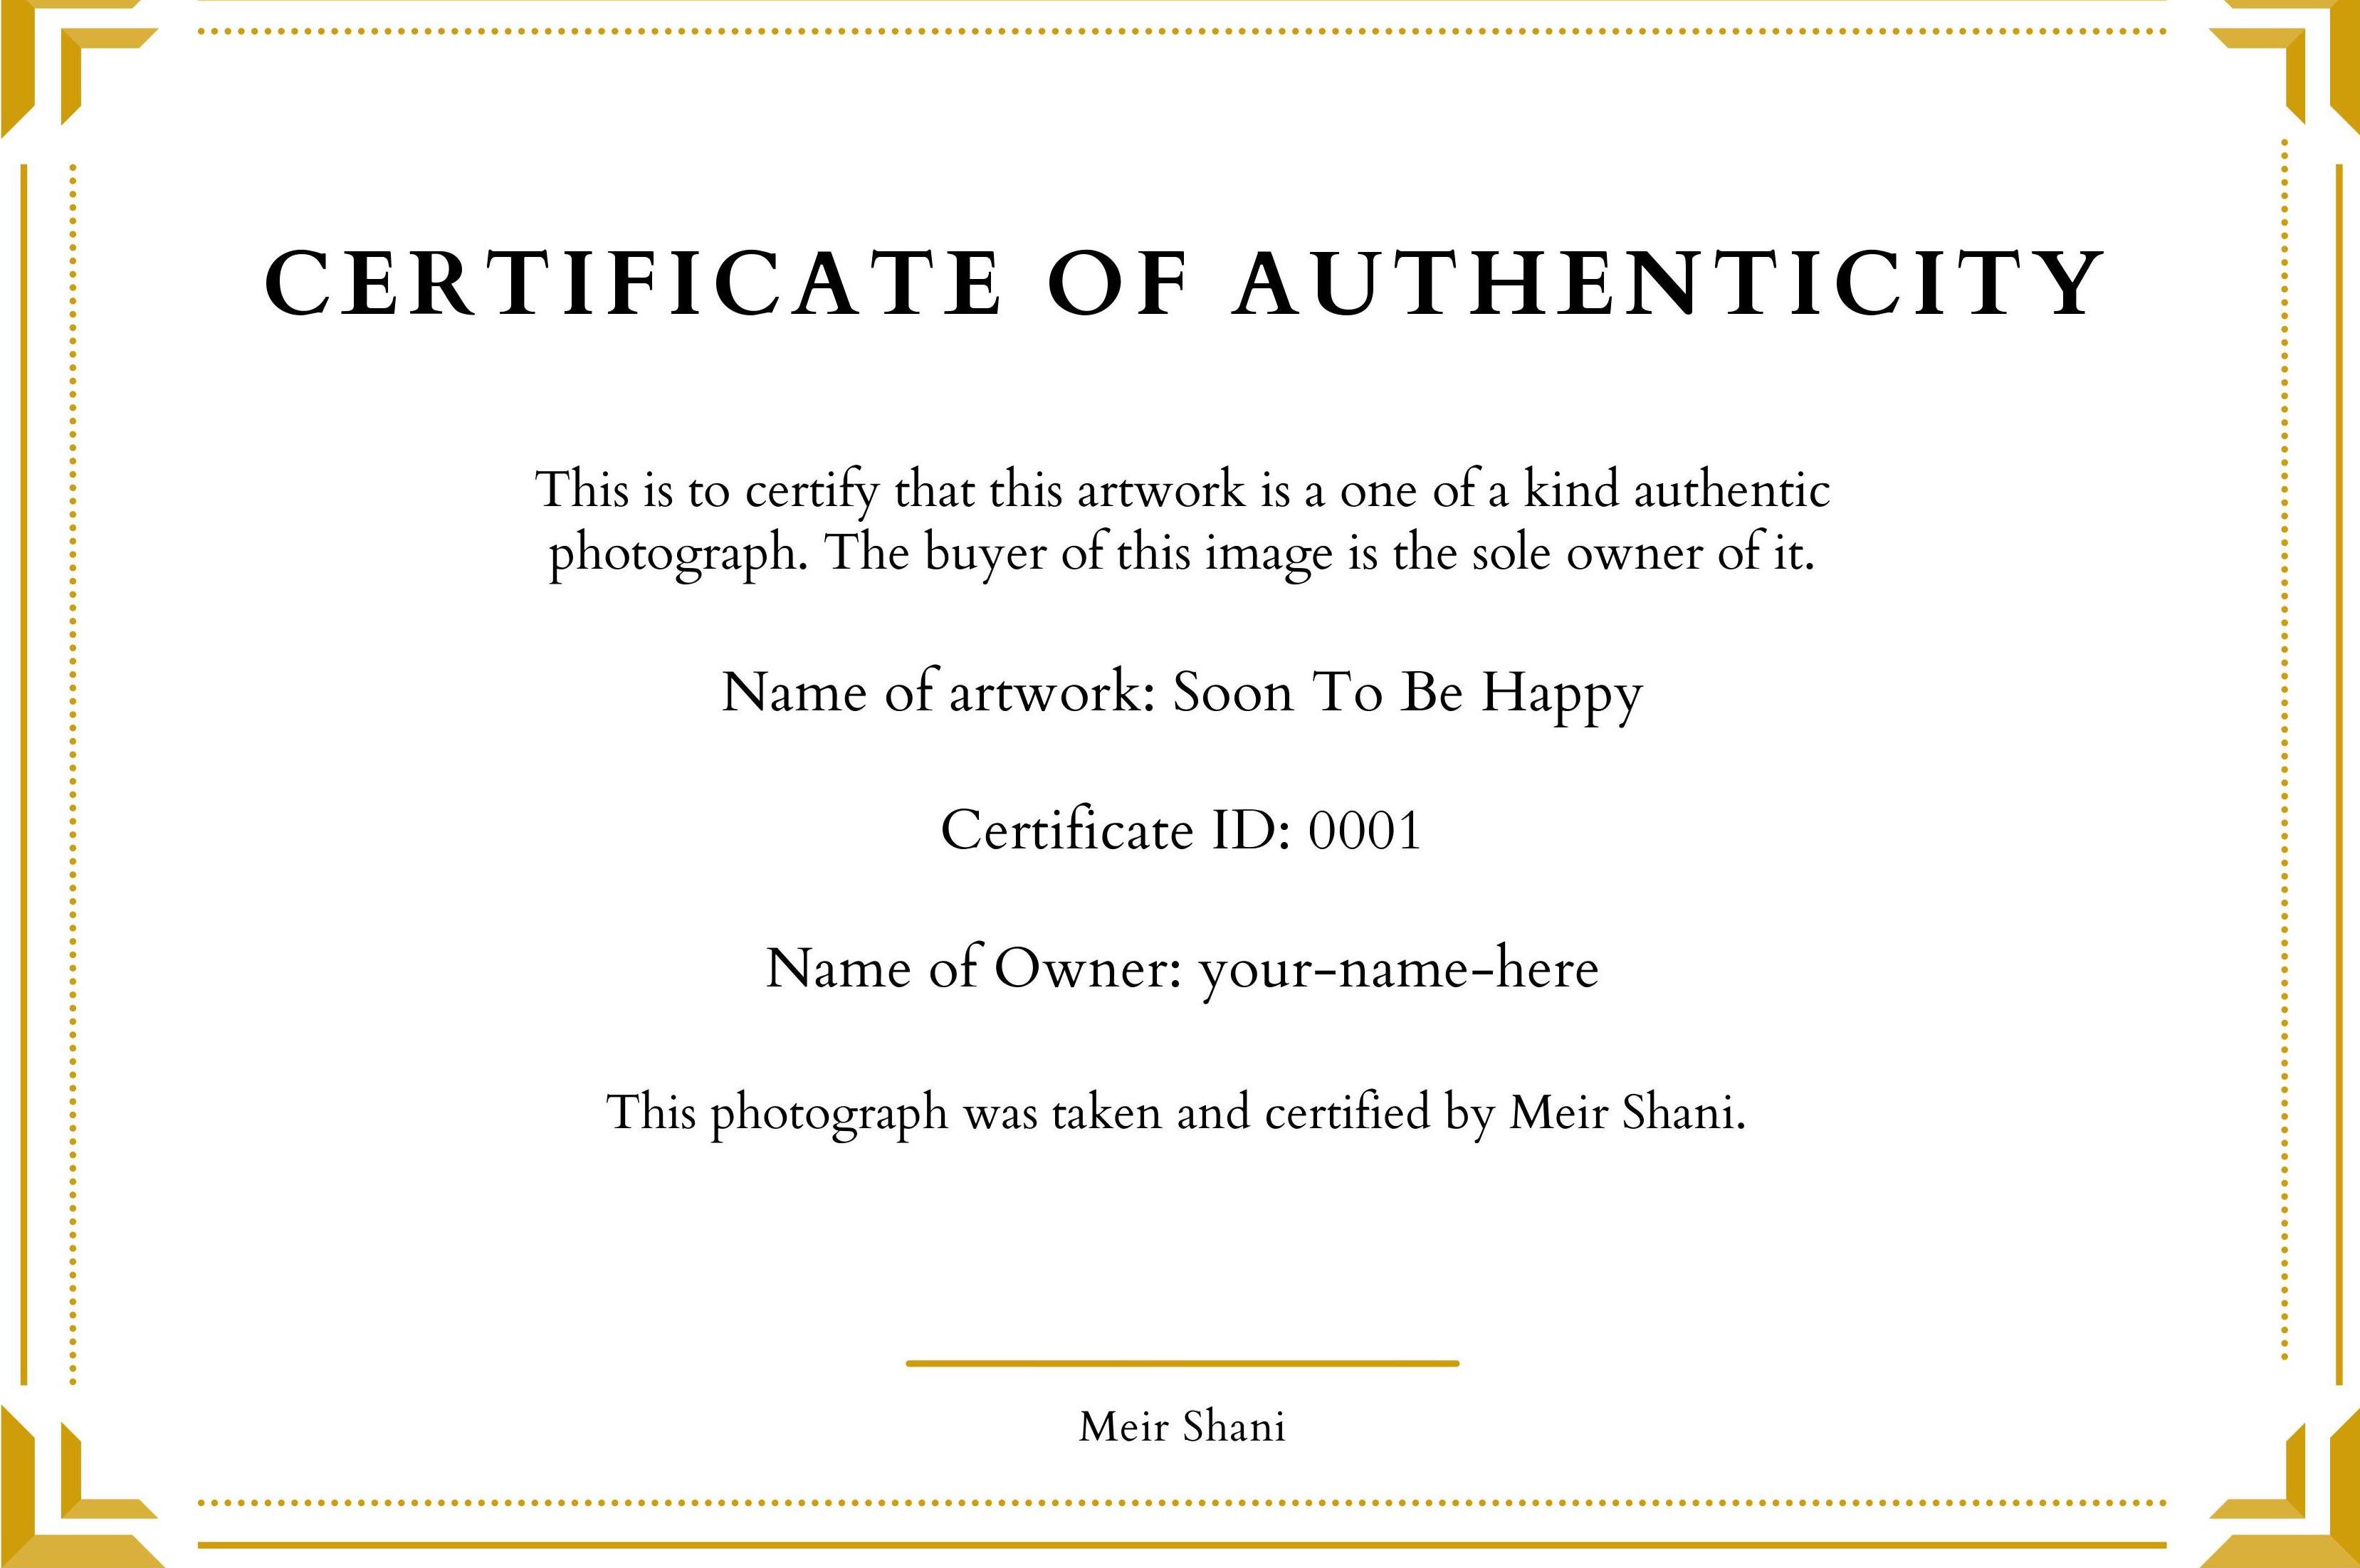 CERTIFICATE OF AUTHENTICITY
This is to certify that this artwork is a one of a kind authentic
photograph. The buyer of this image is the sole owner of it.
Name of artwork: Soon To Be Happy
Certificate ID: 0001
Name of Owner: your-name-here
This photograph was taken and certified by Meir Shani.
Meir Shani